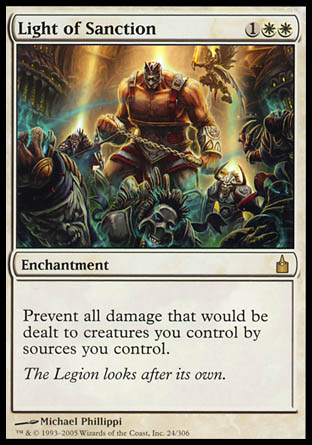 Light of Sanction 1
Enchantment
Prevent all damage that would be
dealt to creatures you control by
sources you control.
The Legion looks after its own.
Michael Phillippi
™ & © 1993–2005 Wizards of the Coast, Inc. 24/306